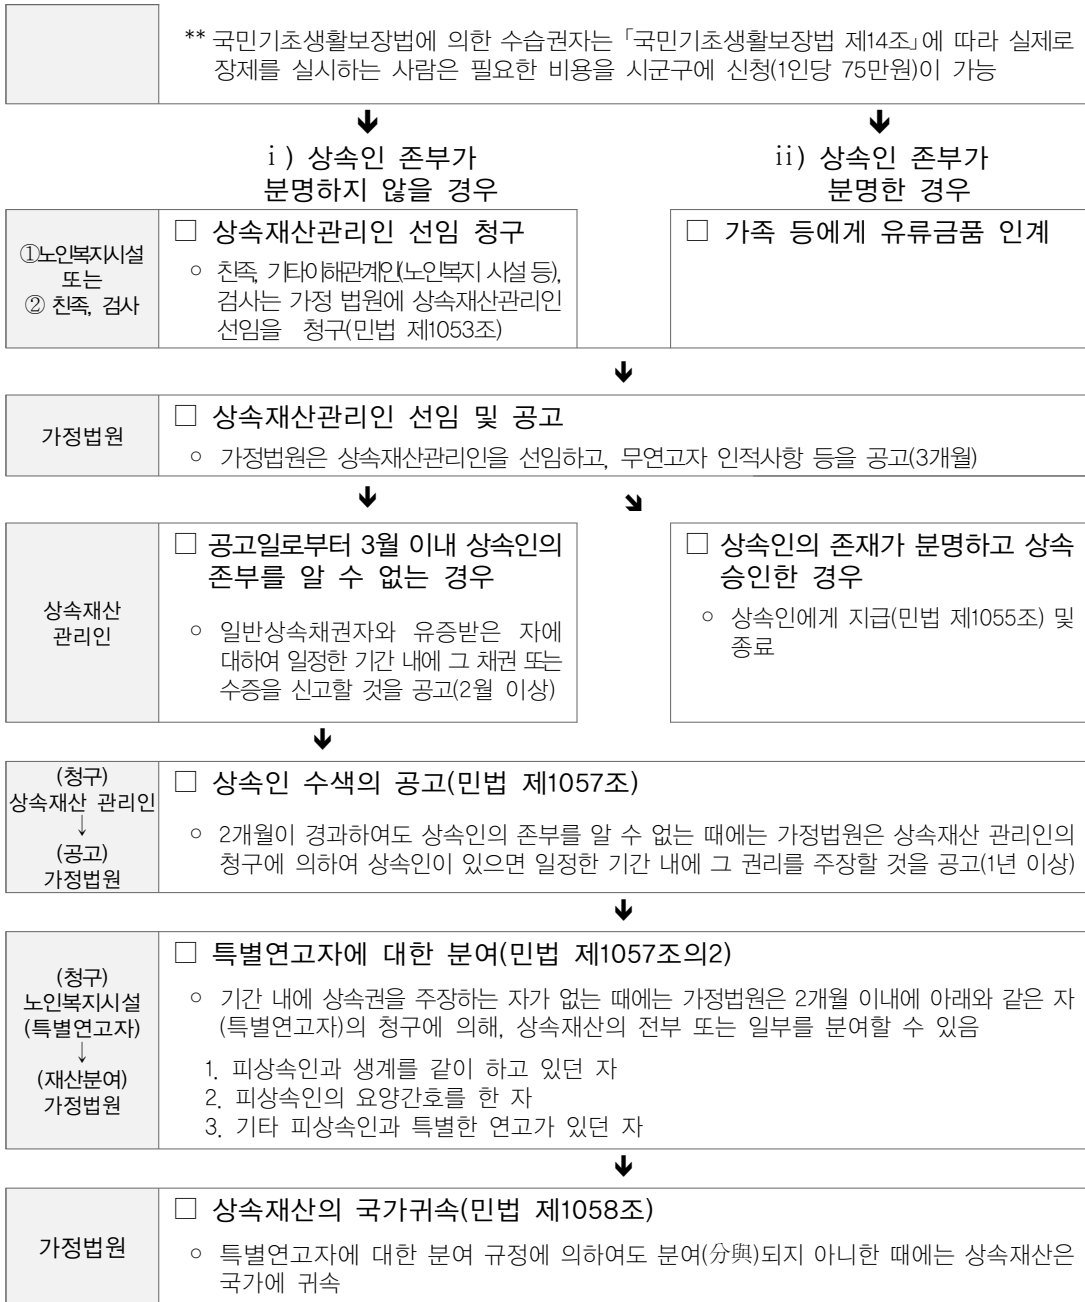 ** 국민기초생활보장법에 의한 수습권자는 「국민기초생활보장법 제14조」에 따라 실제로
장제를 실시하는 사람은 필요한 비용을 시군구에 신청(1인당 75만원)이 가능
🡻
🡻
ⅰ) 상속인 존부가
분명하지 않을 경우
ⅱ) 상속인 존부가
분명한 경우
①노인복지시설
또는
② 친족, 검사
□ 상속재산관리인 선임 청구
○ 친족, 기타이해관계인(노인복지 시설 등),
검사는 가정 법원에 상속재산관리인
선임을 청구(민법 제1053조)
□ 가족 등에게 유류금품 인계
🡻
가정법원
□ 상속재산관리인 선임 및 공고
○ 가정법원은 상속재산관리인을 선임하고, 무연고자 인적사항 등을 공고(3개월)
🡻
🡾
상속재산
관리인
□ 공고일로부터 3월 이내 상속인의
존부를 알 수 없는 경우
○ 일반상속채권자와 유증받은 자에
대하여 일정한 기간 내에 그 채권 또는
수증을 신고할 것을 공고(2월 이상)
□ 상속인의 존재가 분명하고 상속
승인한 경우
○ 상속인에게 지급(민법 제1055조) 및
종료
🡻
(청구)
상속재산 관리인
↓
(공고)
가정법원
□ 상속인 수색의 공고(민법 제1057조)
○ 2개월이 경과하여도 상속인의 존부를 알 수 없는 때에는 가정법원은 상속재산 관리인의
청구에 의하여 상속인이 있으면 일정한 기간 내에 그 권리를 주장할 것을 공고(1년 이상)
🡻
(청구)
노인복지시설
(특별연고자)
↓
(재산분여)
가정법원
□ 특별연고자에 대한 분여(민법 제1057조의2)
○ 기간 내에 상속권을 주장하는 자가 없는 때에는 가정법원은 2개월 이내에 아래와 같은 자
(특별연고자)의 청구에 의해, 상속재산의 전부 또는 일부를 분여할 수 있음
1. 피상속인과 생계를 같이 하고 있던 자
2. 피상속인의 요양간호를 한 자
3. 기타 피상속인과 특별한 연고가 있던 자
🡻
가정법원
□ 상속재산의 국가귀속(민법 제1058조)
○ 특별연고자에 대한 분여 규정에 의하여도 분여(分與)되지 아니한 때에는 상속재산은
국가에 귀속